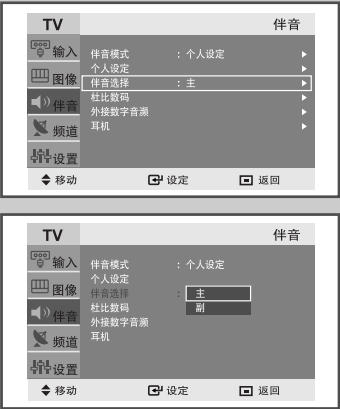 TV 伴音
输入
图像
伴音
频道
设置
伴音模式 : 个人设定
个人设定
伴音选择 : 主
杜比数码
外接数字音源
耳机
移动 设定 返回
TV 伴音
输入
图像
伴音
频道
设置
伴音模式 : 个人设定
个人设定
伴音选择 : 主
副
杜比数码
外接数字音源
耳机
移动 设定 返回